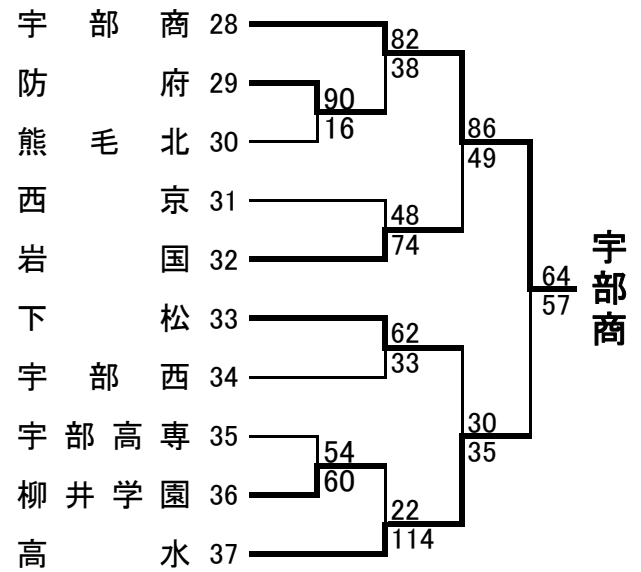 宇部商 28
防府 29
熊毛北 30
西京 31
岩国 32
下松 33
宇部西 34
宇部高専 35
柳井学園 36
高水 37
90
16
54
60
82
38
48
74
62
33
22
114
86
49
30
35
64
57
宇部商